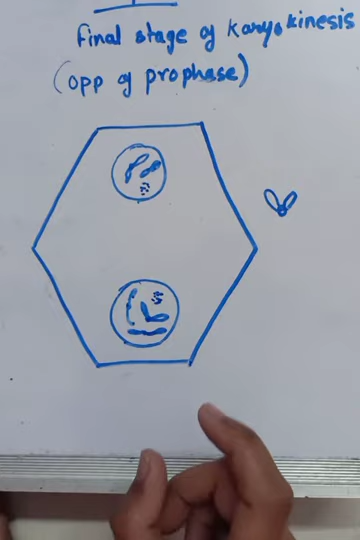 final stage of karyokinesis
(opp of prophase)